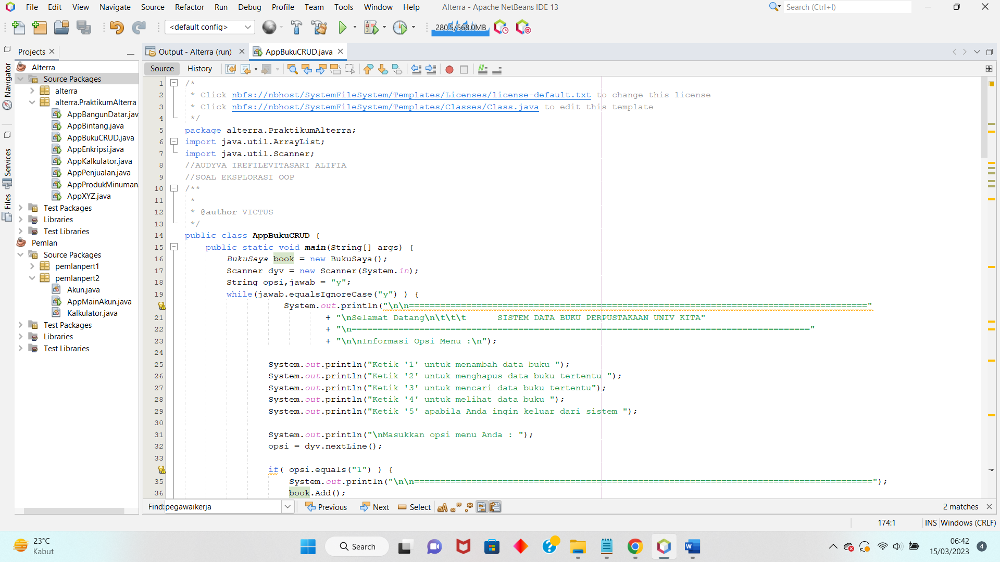 File Edit View Navigate Source Refactor Run Debug Profile Team Tools Window Help Alterra - Apache NetBeans IDE 13 Search (Ctrl+I)
<default config> 280.5/568.0MB
Projects Output - Alterra (run) AppBukuCRUD.java
Source History
Navigator
Services
Files
Alterra
Source Packages
alterra
alterra.PraktikumAlterra
AppBangunDatar.jav
AppBintang.java
AppBukuCRUD.java
AppEnkripsi.java
AppKalkulator.java
AppPenjualan.java
AppProdukMinuman
AppXYZ.java
Test Packages
Libraries
Test Libraries
Pemlan
Source Packages
pemlanpert1
pemlanpert2
Akun.java
AppMainAkun.java
Kalkulator.java
Test Packages
Libraries
Test Libraries
1 /*
2 * Click nbfs://nbhost/SystemFileSystem/Templates/Licenses/license-default.txt to change this license
3 * Click nbfs://nbhost/SystemFileSystem/Templates/Classes/Class.java to edit this template
4 */
5 package alterra.PraktikumAlterra;
6 import java.util.ArrayList;
7 import java.util.Scanner;
8 //AUDYVA IREFILEVITASARI ALIFIA
9 //SOAL EKSPLORASI OOP
10 /**
11 *
12 * @author VICTUS
13 */
14 public class AppBukuCRUD {
15 public static void main(String[] args) {
16 BukuSaya book = new BukuSaya();
17 Scanner dyv = new Scanner(System.in);
18 String opsi,jawab = "y";
19 while(jawab.equalsIgnoreCase("y") ) {
System.out.println("\n\n========================================================================================"
21 + "\nSelamat Datang\n\t\t\t SISTEM DATA BUKU PERPUSTAKAAN UNIV KITA"
22 + "\n========================================================================================"
23 + "\n\nInformasi Opsi Menu :\n");
24
25 System.out.println("Ketik '1' untuk menambah data buku ");
26 System.out.println("Ketik '2' untuk menghapus data buku tertentu ");
27 System.out.println("Ketik '3' untuk mencari data buku tertentu");
28 System.out.println("Ketik '4' untuk melihat data buku ");
29 System.out.println("Ketik '5' apabila Anda ingin keluar dari sistem ");
30
31 System.out.println("\nMasukkan opsi menu Anda : ");
32 opsi = dyv.nextLine();
33
if( opsi.equals("1") ) {
35 System.out.println("\n\n========================================================================================");
36 book.Add();
Find: pegawaikerja Previous Next Select 2 matches
174:1 INS Windows (CRLF)
23°C
Kabut
Search
06:42
15/03/2023
4